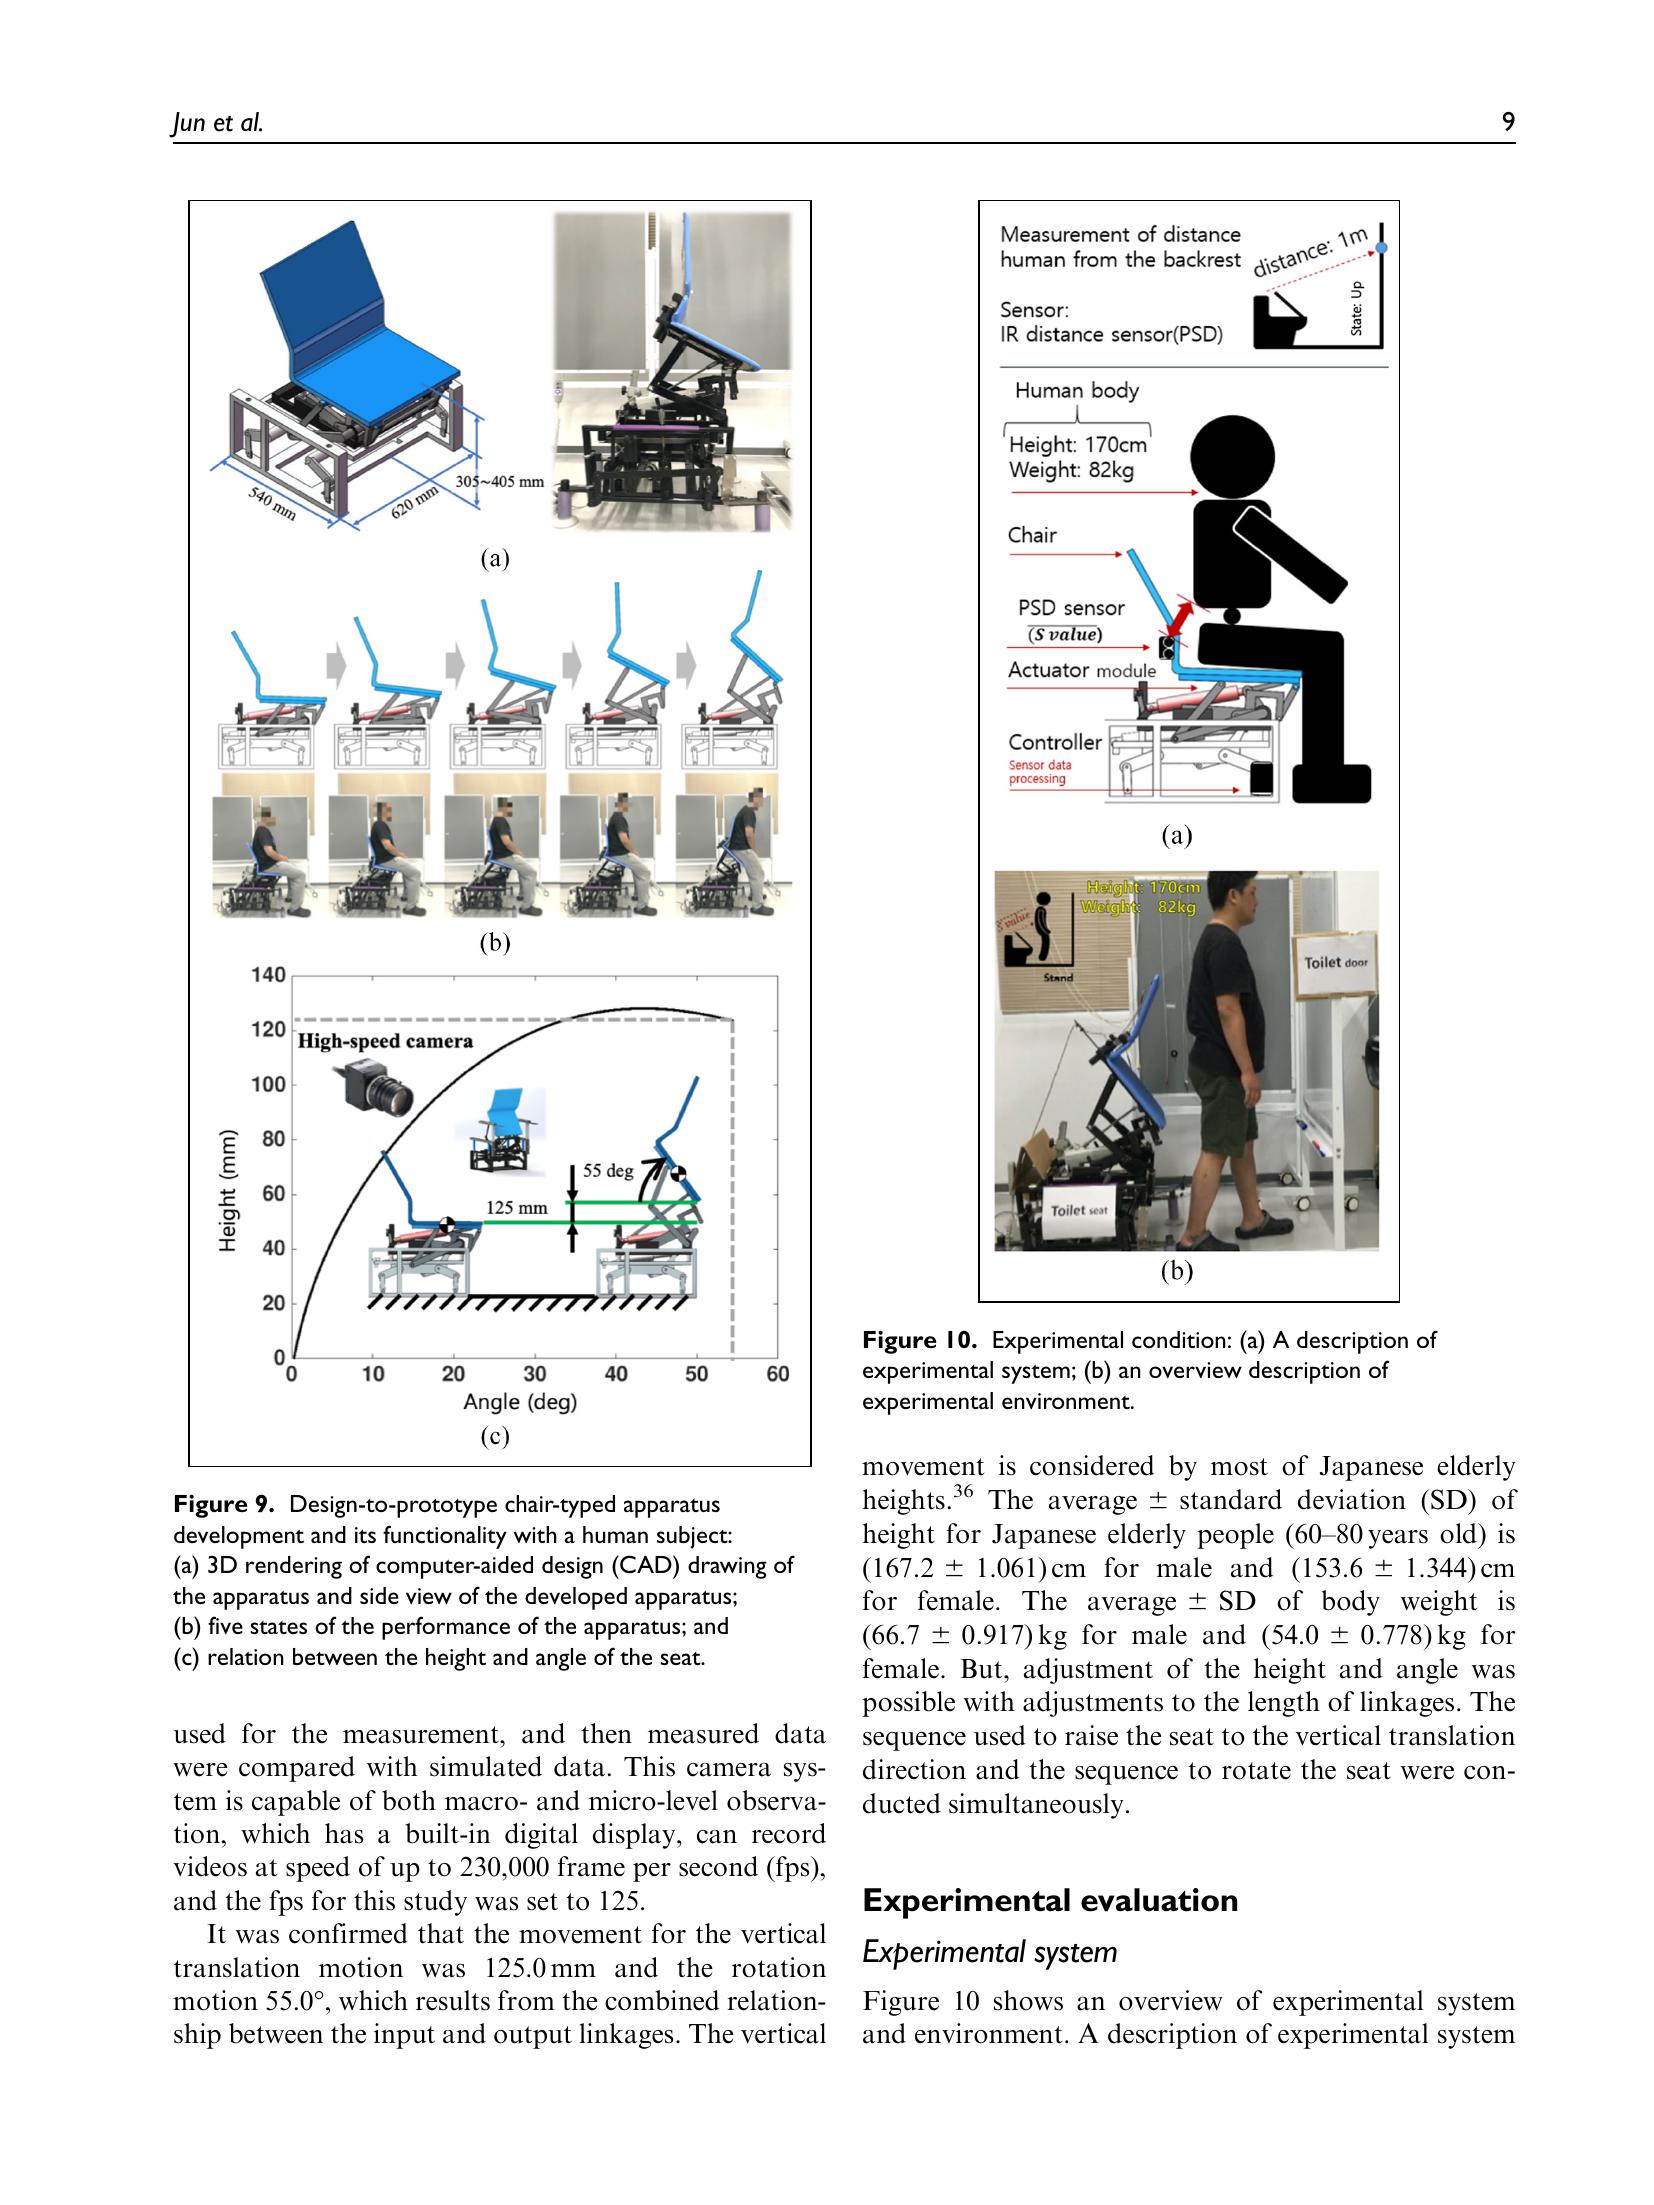 Jun et al.
9
540 mm
620 mm
305~405 mm
(a)
(b)
140
120
100
80
60
40
20
0
High-speed camera
55 deg
125 mm
Height (mm)
0
10
20
30
40
50
60
Angle (deg)
(c)
Figure 9. Design-to-prototype chair-typed apparatus
development and its functionality with a human subject:
(a) 3D rendering of computer-aided design (CAD) drawing of
the apparatus and side view of the developed apparatus;
(b) five states of the performance of the apparatus; and
(c) relation between the height and angle of the seat.
used for the measurement, and then measured data
were compared with simulated data. This camera sys-
tem is capable of both macro- and micro-level observa-
tion, which has a built-in digital display, can record
videos at speed of up to 230,000 frame per second (fps),
and the fps for this study was set to 125.
It was confirmed that the movement for the vertical
translation motion was 125.0 mm and the rotation
motion 55.0°, which results from the combined relation-
ship between the input and output linkages. The vertical
Measurement of distance
human from the backrest
distance: 1m
State: Up
Sensor:
IR distance sensor(PSD)
Human body
Height: 170cm
Weight: 82kg
Chair
PSD sensor
(S value)
Actuator module
Controller
Sensor data
processing
(a)
Height: 170cm
Weight: 82kg
S value
Stand
Toilet door
Toilet seat
(b)
Figure 10. Experimental condition: (a) A description of
experimental system; (b) an overview description of
experimental environment.
movement is considered by most of Japanese elderly
heights.36 The average ± standard deviation (SD) of
height for Japanese elderly people (60–80 years old) is
(167.2 ± 1.061) cm for male and (153.6 ± 1.344) cm
for female. The average ± SD of body weight is
(66.7 ± 0.917) kg for male and (54.0 ± 0.778) kg for
female. But, adjustment of the height and angle was
possible with adjustments to the length of linkages. The
sequence used to raise the seat to the vertical translation
direction and the sequence to rotate the seat were con-
ducted simultaneously.
Experimental evaluation
Experimental system
Figure 10 shows an overview of experimental system
and environment. A description of experimental system